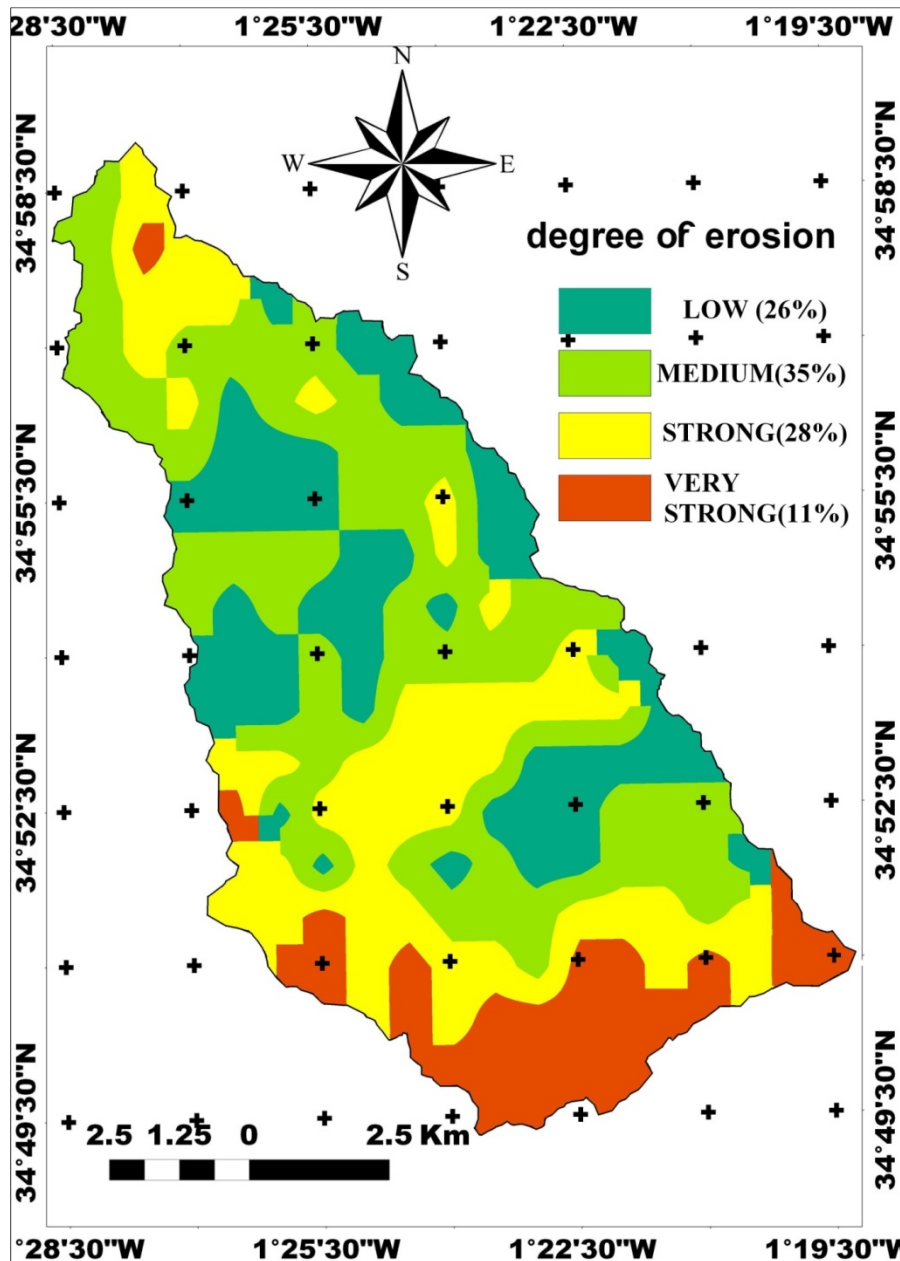 28'30"W 1°25'30"W 1°22'30"W 1°19'30"W
34°58'30"N
34°55'30"N
34°52'30"N
34°49'30"N
N
W E
S
34°58'30"N
34°55'30"N
34°52'30"N
34°49'30"N
degree of erosion
LOW (26%)
MEDIUM(35%)
STRONG(28%)
VERY
STRONG(11%)
2.5 1.25 0 2.5 Km
1°28'30"W 1°25'30"W 1°22'30"W 1°19'30"W